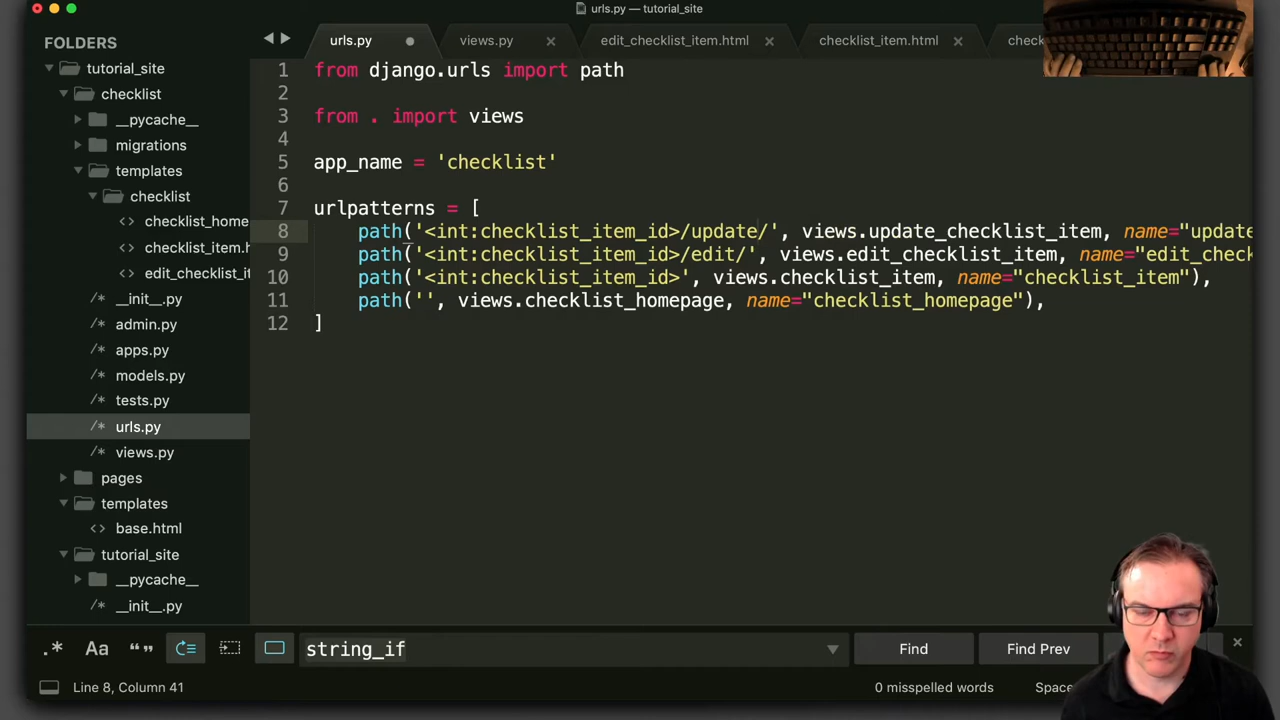 urls.py — tutorial_site
FOLDERS
tutorial_site
checklist
__pycache__
migrations
templates
checklist
checklist_home
checklist_item.h
edit_checklist_it
__init__.py
admin.py
apps.py
models.py
tests.py
urls.py
views.py
pages
templates
base.html
tutorial_site
__pycache__
__init__.py
urls.py
views.py
edit_checklist_item.html
checklist_item.html
check
1 from django.urls import path
2
3 from . import views
4
5 app_name = 'checklist'
6
7 urlpatterns = [
8 path('<int:checklist_item_id>/update/', views.update_checklist_item, name="update
9 path('<int:checklist_item_id>/edit/', views.edit_checklist_item, name="edit_check
10 path('<int:checklist_item_id>', views.checklist_item, name="checklist_item"),
11 path('', views.checklist_homepage, name="checklist_homepage"),
12 ]
.* Aa “” string_if Find Find Prev
Line 8, Column 41
0 misspelled words
Space